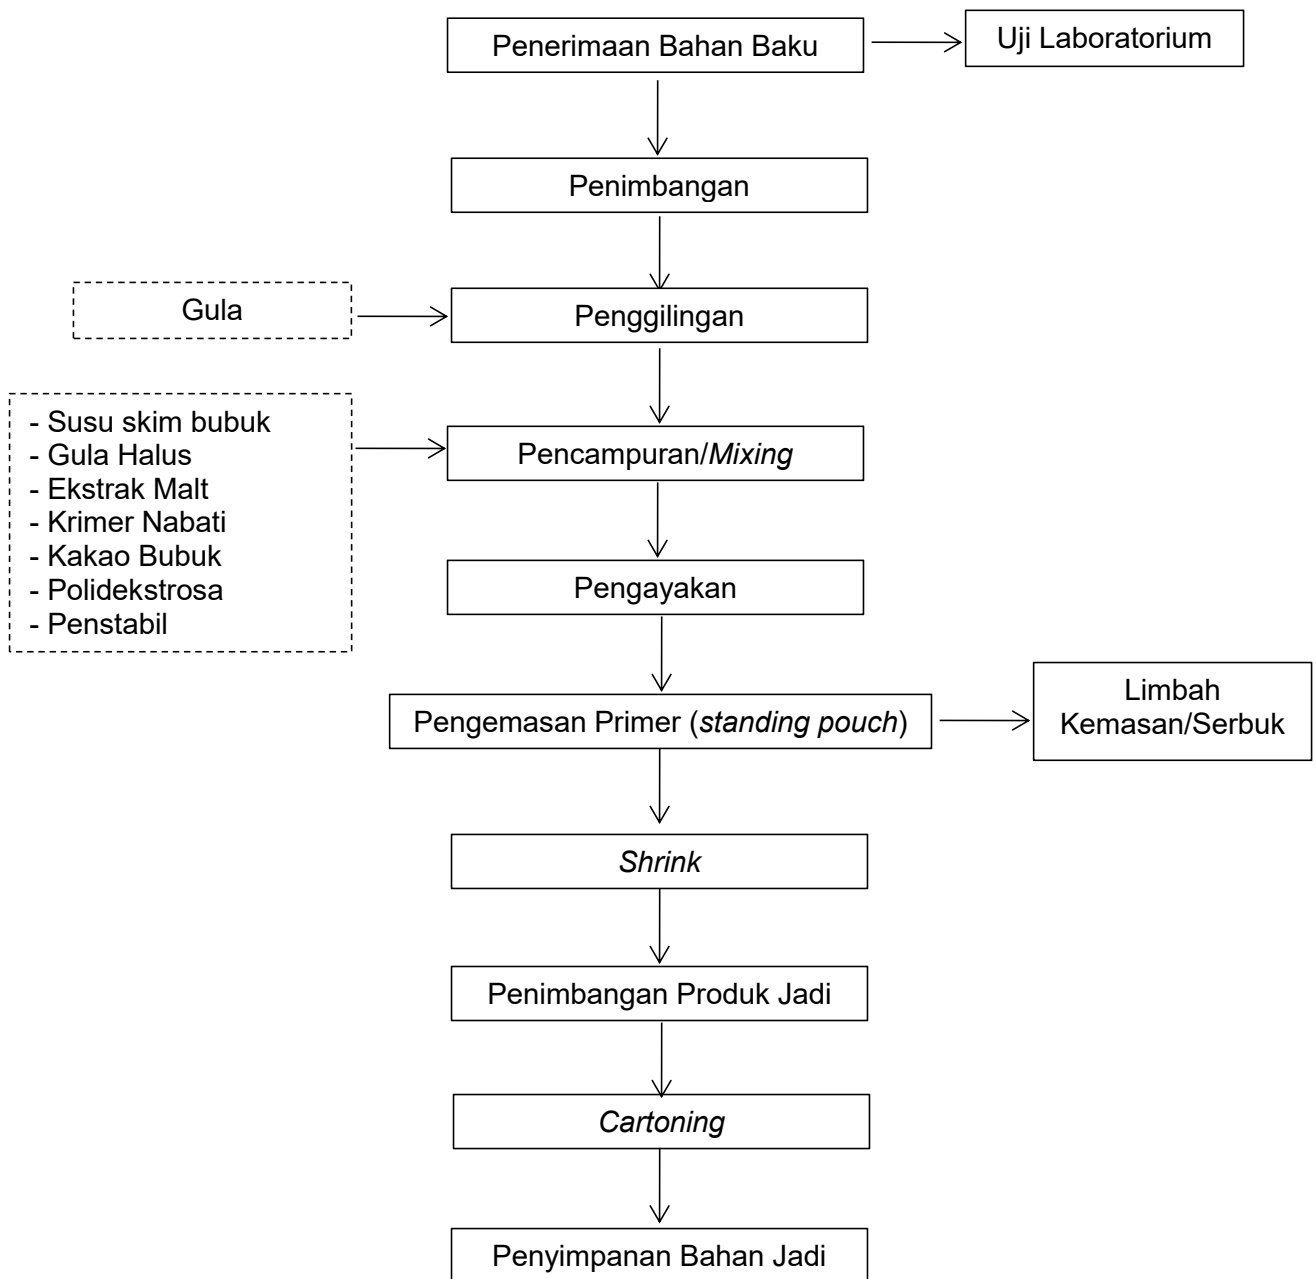 Penerimaan Bahan Baku
Uji Laboratorium
Penimbangan
Gula
Penggilingan
- Susu skim bubuk
- Gula Halus
- Ekstrak Malt
- Krimer Nabati
- Kakao Bubuk
- Polidekstrosa
- Penstabil
Pencampuran/Mixing
Pengayakan
Pengemasan Primer (standing pouch)
Limbah
Kemasan/Serbuk
Shrink
Penimbangan Produk Jadi
Cartoning
Penyimpanan Bahan Jadi